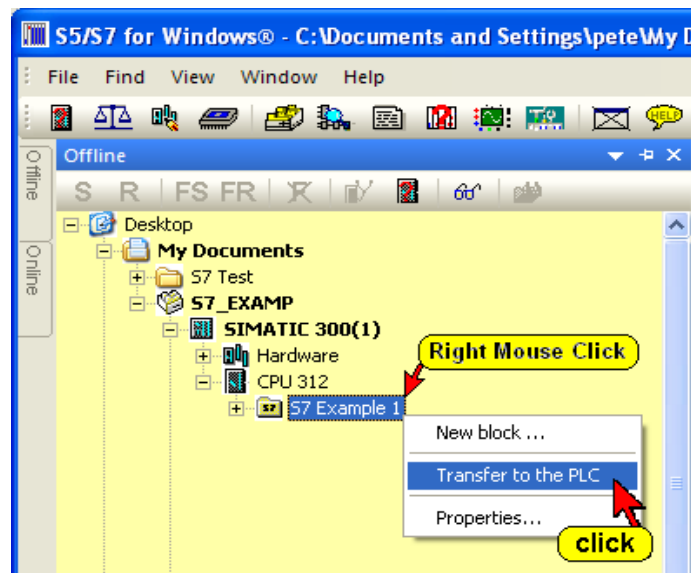 S5/S7 for Windows® - C:\Documents and Settings\pete\My D
File Find View Window Help
HELP
Offline
Offline
S R FS FR
Desktop
Online
My Documents
S7 Test
S7_EXAMP
SIMATIC 300(1)
Hardware
Right Mouse Click
CPU 312
S7 Example 1
New block ...
Transfer to the PLC
Properties...
click